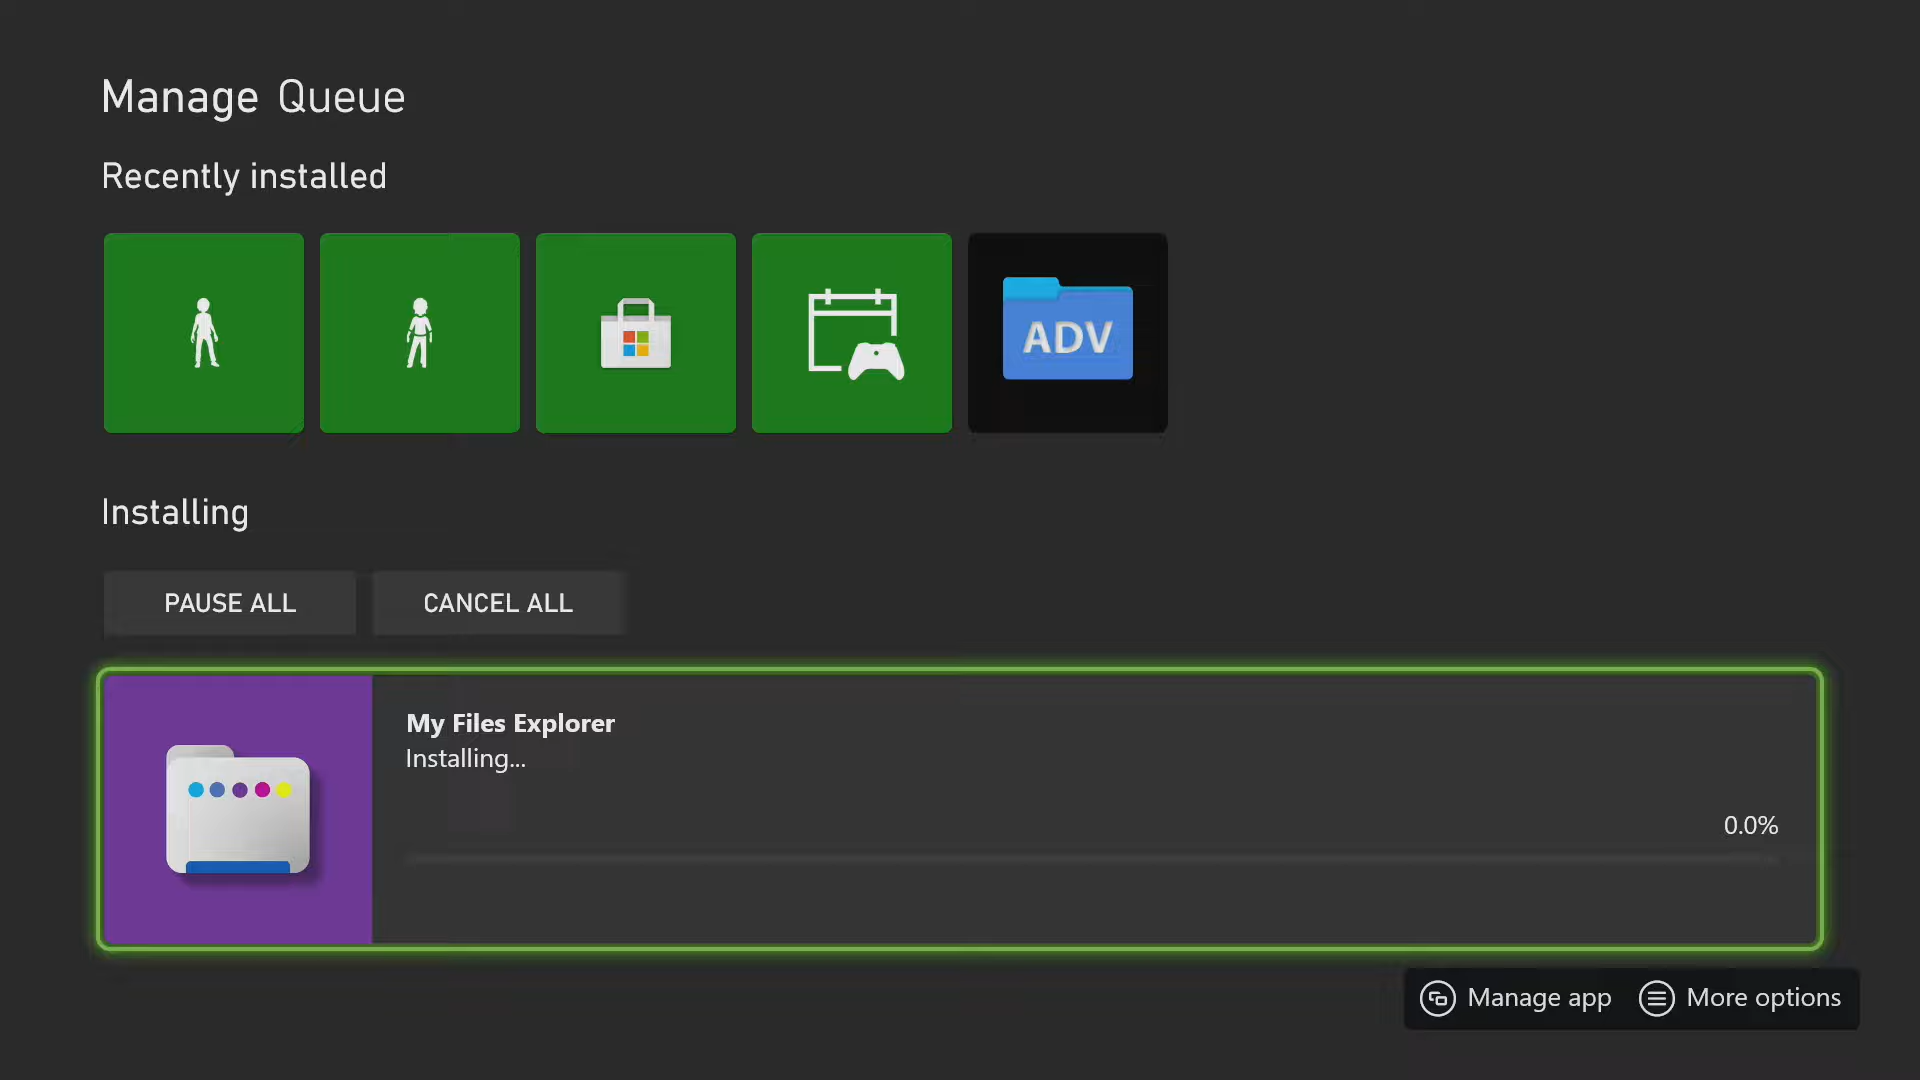 Manage Queue
Recently installed
ADV
Installing
PAUSE ALL
CANCEL ALL
My Files Explorer
Installing...
0.0%
Manage app
More options